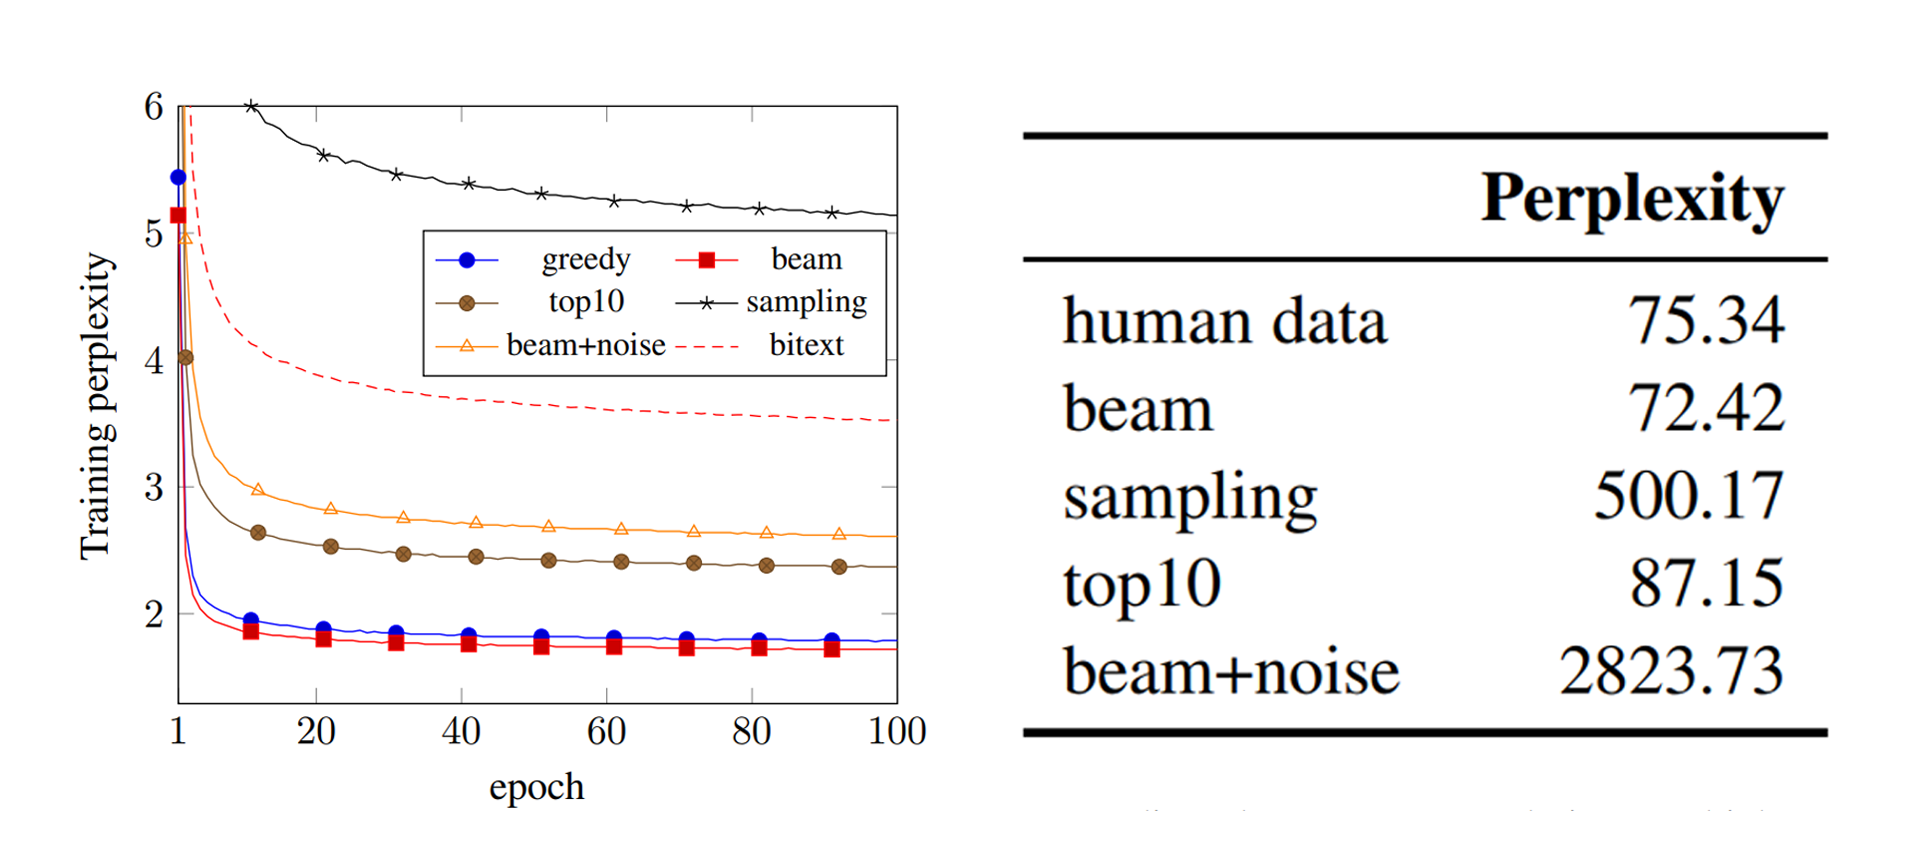 6
5
4
3
2
Training perplexity
greedy beam
top10 sampling
beam+noise bitext
1 20 40 60 80 100
epoch
Perplexity
human data 75.34
beam 72.42
sampling 500.17
top10 87.15
beam+noise 2823.73